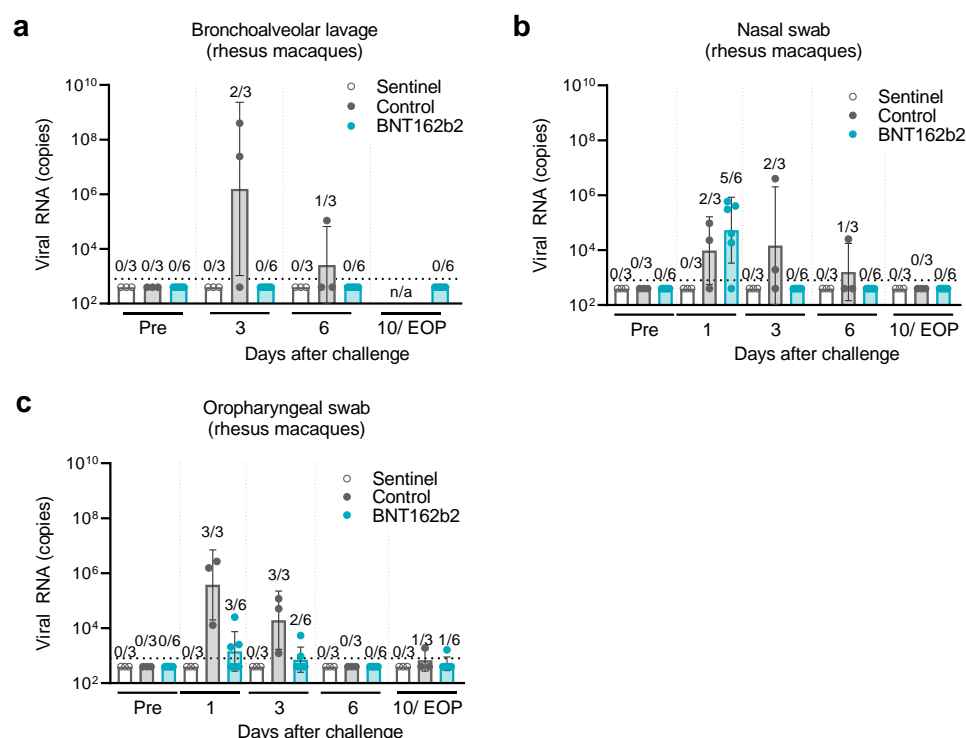 a
Bronchoalveolar lavage
(rhesus macaques)
Viral RNA (copies)
10¹⁰
10⁸
10⁶
10⁴
10²
Sentinel
Control
BNT162b2
0/3 0/3 0/6
0/3 2/3 0/6
0/3 1/3 0/6
n/a 0/6
Pre 3 6 10/ EOP
Days after challenge
b
Nasal swab
(rhesus macaques)
Viral RNA (copies)
10¹⁰
10⁸
10⁶
10⁴
10²
Sentinel
Control
BNT162b2
0/3 0/3 0/6
0/3 2/3 5/6
0/3 2/3 0/6
0/3 1/3 0/6
0/3 0/3 0/6
Pre 1 3 6 10/ EOP
Days after challenge
c
Oropharyngeal swab
(rhesus macaques)
Viral RNA (copies)
10¹⁰
10⁸
10⁶
10⁴
10²
Sentinel
Control
BNT162b2
0/3 0/3 0/6
0/3 3/3 3/6
0/3 3/3 2/6
0/3 0/3 0/6
0/3 1/3 1/6
Pre 1 3 6 10/ EOP
Days after challenge